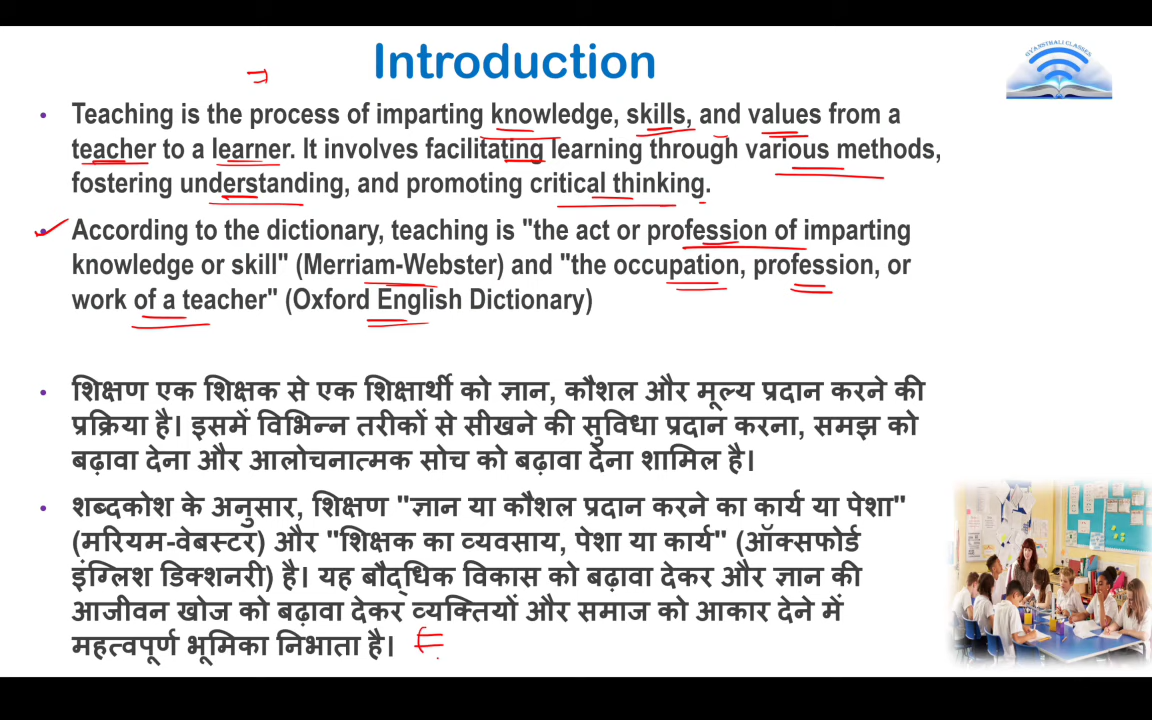 Introduction
GYANSTHALI CLASSES
• Teaching is the process of imparting knowledge, skills, and values from a
teacher to a learner. It involves facilitating learning through various methods,
fostering understanding, and promoting critical thinking.
• According to the dictionary, teaching is "the act or profession of imparting
knowledge or skill" (Merriam-Webster) and "the occupation, profession, or
work of a teacher" (Oxford English Dictionary)
• शिक्षण एक शिक्षक से एक शिक्षार्थी को ज्ञान, कौशल और मूल्य प्रदान करने की
प्रक्रिया है। इसमें विभिन्न तरीकों से सीखने की सुविधा प्रदान करना, समझ को
बढ़ावा देना और आलोचनात्मक सोच को बढ़ावा देना शामिल है।
• शब्दकोश के अनुसार, शिक्षण "ज्ञान या कौशल प्रदान करने का कार्य या पेशा"
(मरियम-वेबस्टर) और "शिक्षक का व्यवसाय, पेशा या कार्य" (ऑक्सफोर्ड
इंग्लिश डिक्शनरी) है। यह बौद्धिक विकास को बढ़ावा देकर और ज्ञान की
आजीवन खोज को बढ़ावा देकर व्यक्तियों और समाज को आकार देने में
महत्वपूर्ण भूमिका निभाता है।